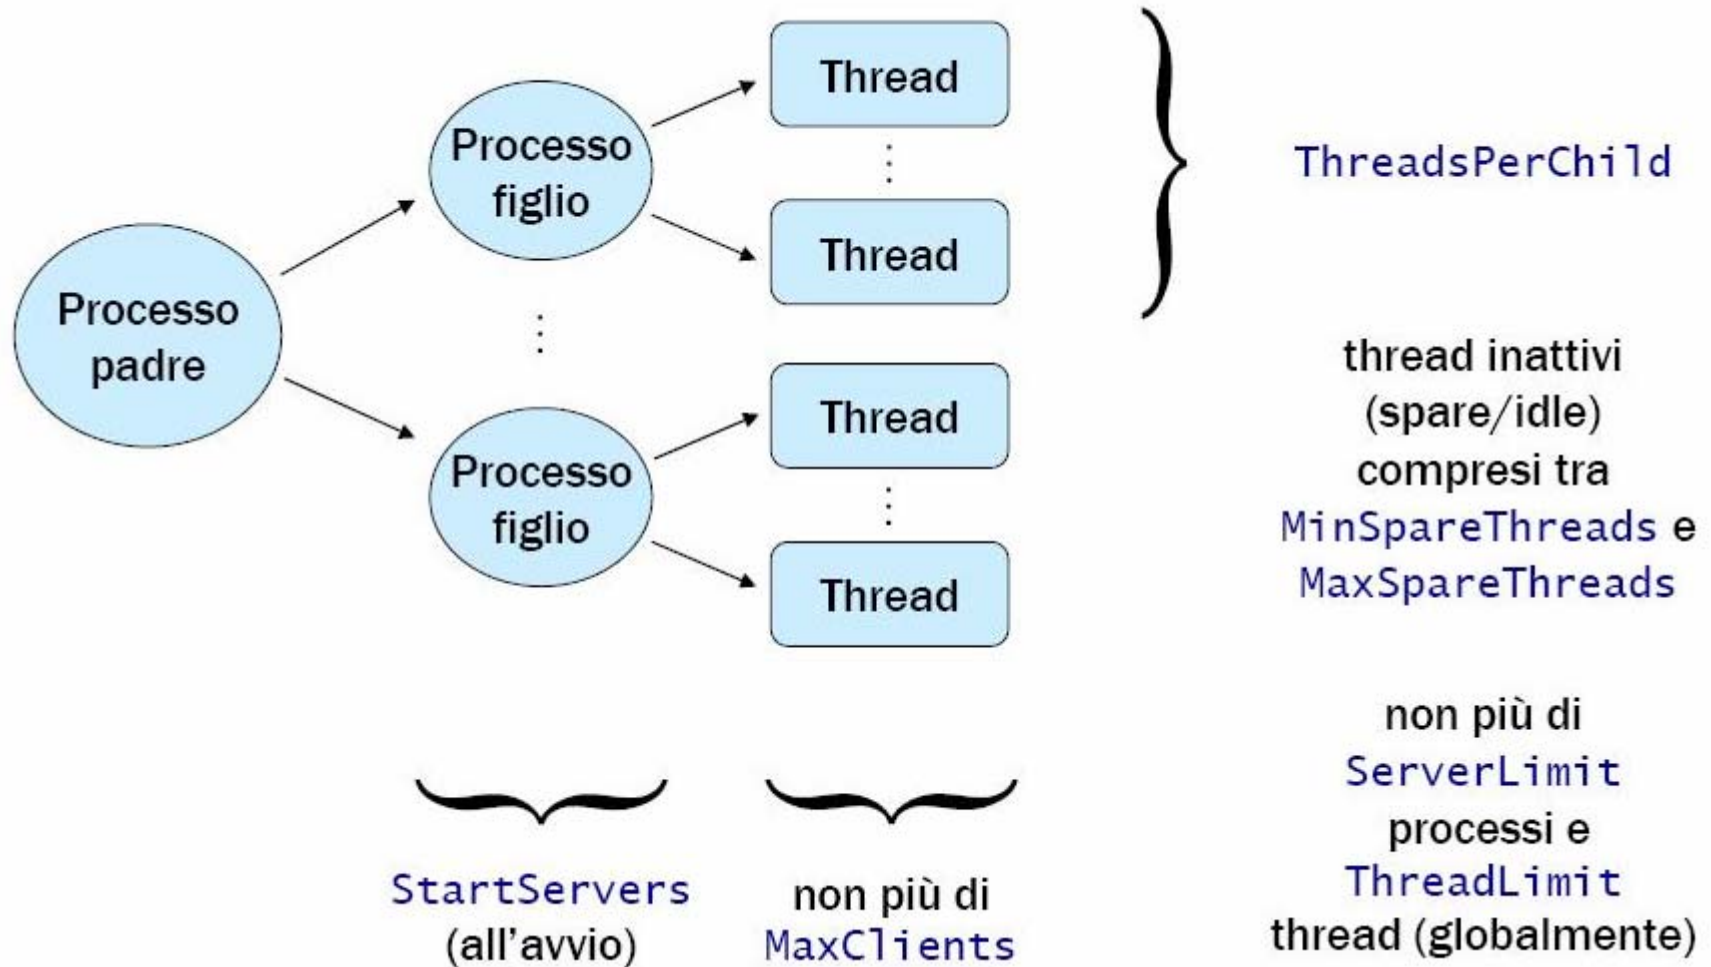 Processo
padre
Processo
figlio
Processo
figlio
Thread
Thread
Thread
Thread
ThreadsPerChild
thread inattivi
(spare/idle)
compresi tra
MinSpareThreads e
MaxSpareThreads
StartServers
(all'avvio)
non più di
MaxClients
non più di
ServerLimit
processi e
ThreadLimit
thread (globalmente)